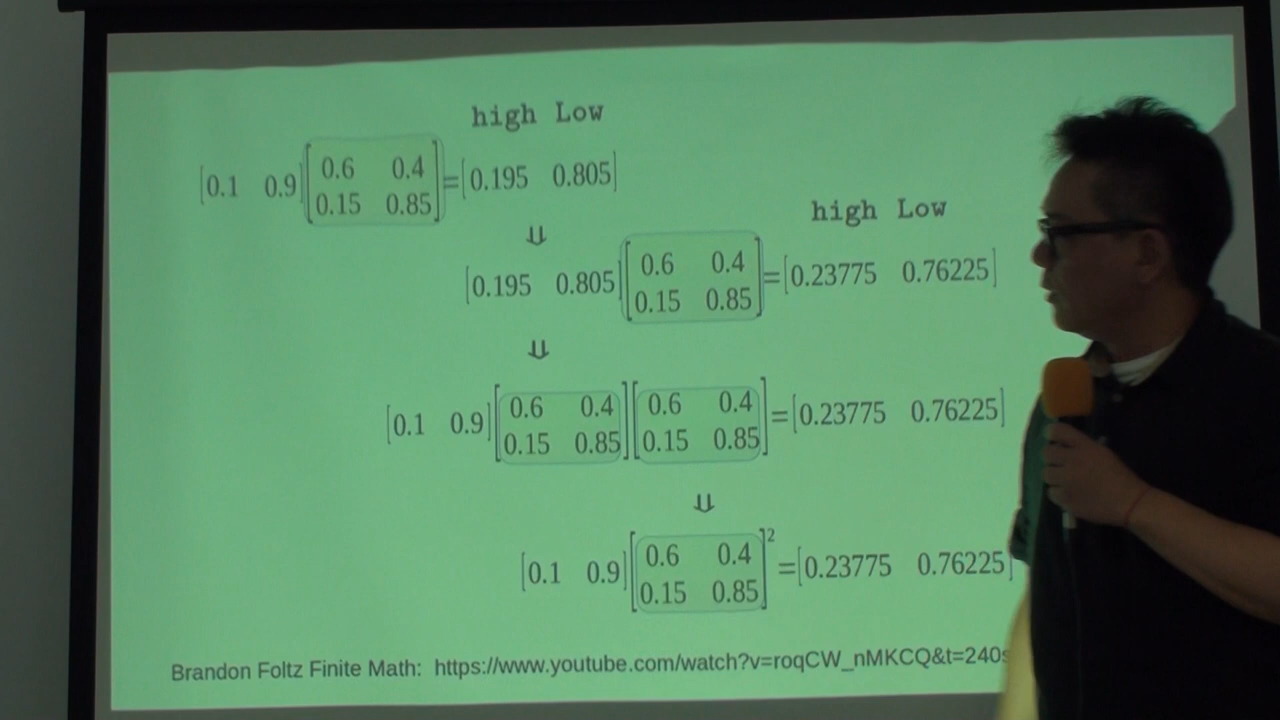 high Low
[0.1 0.9][0.6 0.4
0.15 0.85]=[0.195 0.805]
⇓
high Low
[0.195 0.805][0.6 0.4
0.15 0.85]=[0.23775 0.76225]
⇓
[0.1 0.9][0.6 0.4
0.15 0.85][0.6 0.4
0.15 0.85]=[0.23775 0.76225]
⇓
[0.1 0.9][0.6 0.4
0.15 0.85]²=[0.23775 0.76225]
Brandon Foltz Finite Math: https://www.youtube.com/watch?v=roqCW_nMKCQ&t=240s